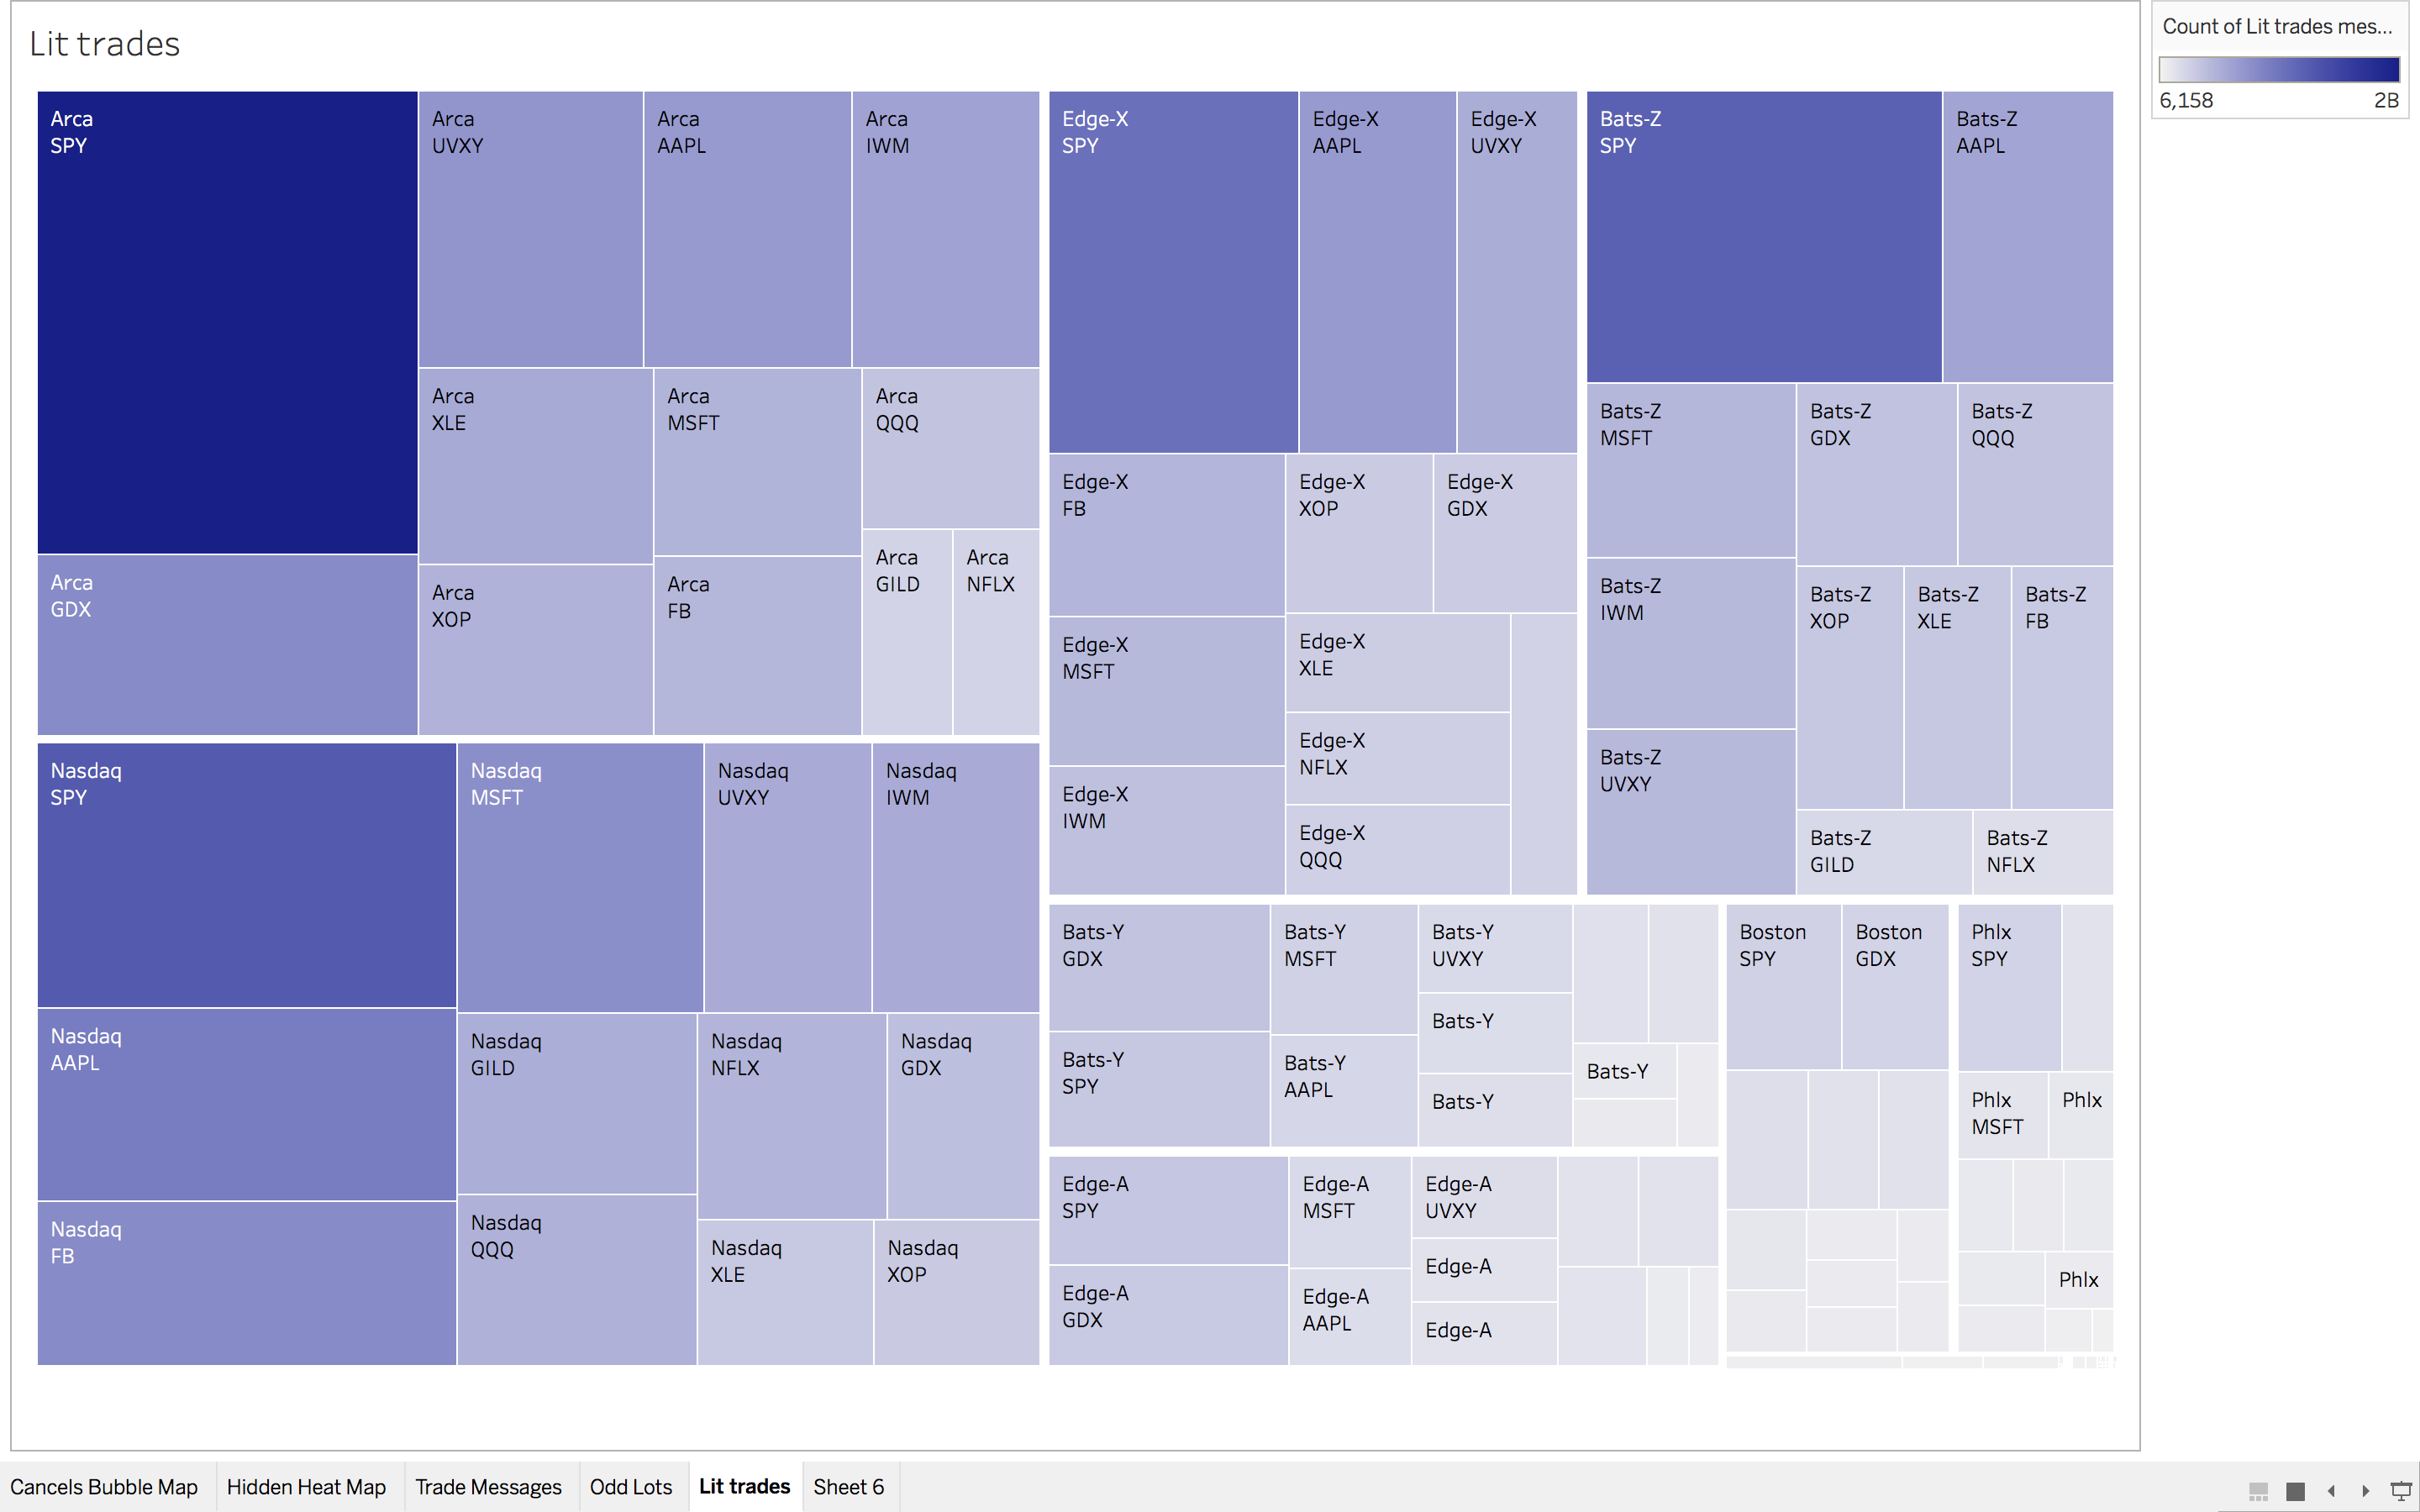 Lit trades
Count of Lit trades mes...
6,158
2B
Arca
SPY
Arca
UVXY
Arca
AAPL
Arca
IWM
Arca
XLE
Arca
MSFT
Arca
QQQ
Arca
GILD
Arca
NFLX
Arca
GDX
Arca
XOP
Arca
FB
Nasdaq
SPY
Nasdaq
MSFT
Nasdaq
UVXY
Nasdaq
IWM
Nasdaq
AAPL
Nasdaq
GILD
Nasdaq
NFLX
Nasdaq
GDX
Nasdaq
FB
Nasdaq
QQQ
Nasdaq
XLE
Nasdaq
XOP
Edge-X
SPY
Edge-X
AAPL
Edge-X
UVXY
Edge-X
FB
Edge-X
XOP
Edge-X
GDX
Edge-X
MSFT
Edge-X
XLE
Edge-X
NFLX
Edge-X
IWM
Edge-X
QQQ
Bats-Z
SPY
Bats-Z
AAPL
Bats-Z
MSFT
Bats-Z
GDX
Bats-Z
QQQ
Bats-Z
IWM
Bats-Z
XOP
Bats-Z
XLE
Bats-Z
FB
Bats-Z
UVXY
Bats-Z
GILD
Bats-Z
NFLX
Bats-Y
GDX
Bats-Y
MSFT
Bats-Y
UVXY
Bats-Y
Bats-Y
SPY
Bats-Y
AAPL
Bats-Y
Bats-Y
Edge-A
SPY
Edge-A
MSFT
Edge-A
UVXY
Edge-A
Edge-A
GDX
Edge-A
AAPL
Edge-A
Boston
SPY
Boston
GDX
Phlx
SPY
Phlx
MSFT
Phlx
Phlx
Cancels Bubble Map
Hidden Heat Map
Trade Messages
Odd Lots
Lit trades
Sheet 6